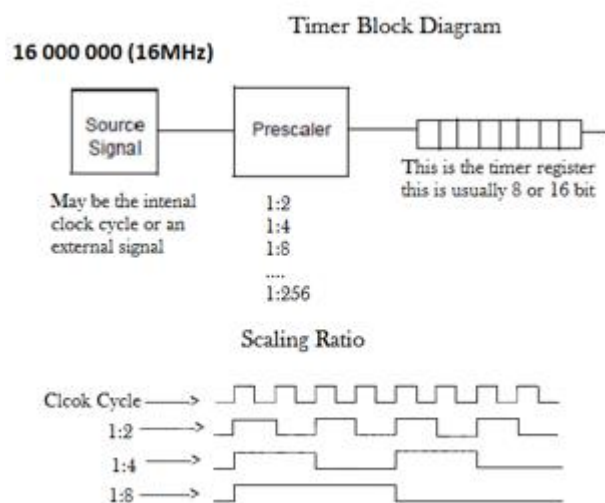 Timer Block Diagram
16 000 000 (16MHz)
Source
Signal
Prescaler
This is the timer register
this is usually 8 or 16 bit
May be the intenal
clock cycle or an
external signal
1:2
1:4
1:8
....
1:256
Scaling Ratio
Clcok Cycle
1:2
1:4
1:8